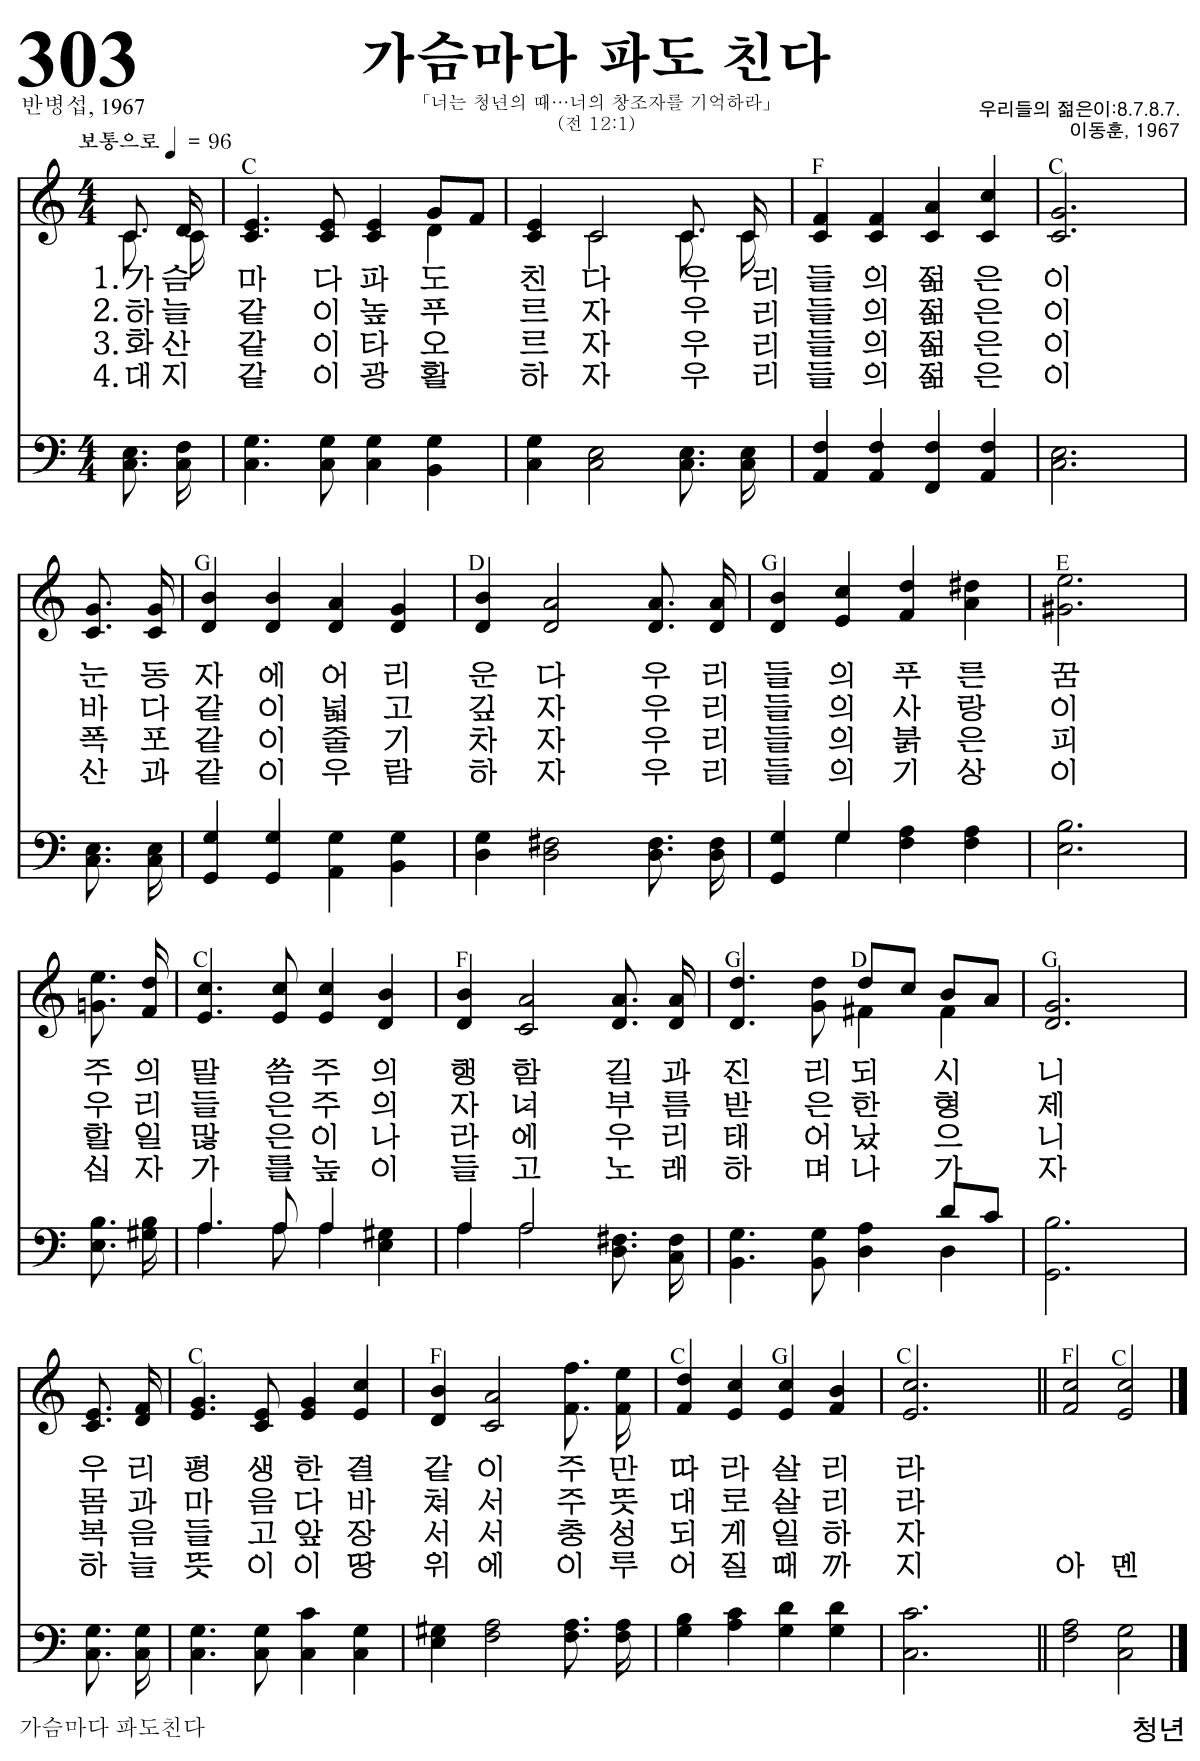 303
가슴마다 파도 친다
반병섭, 1967
「너는 청년의 때…너의 창조자를 기억하라」
(전 12:1)
우리들의 젊은이:8.7.8.7.
이동훈, 1967
보통으로 ♩ = 96
C F C
1.가슴 마 다 파 도 친 다 우 리 들 의 젊 은 이
2.하늘 같 이 높 푸 르 자 우 리 들 의 젊 은 이
3.화산 같 이 타 오 르 자 우 리 들 의 젊 은 이
4.대지 같 이 광 활 하 자 우 리 들 의 젊 은 이
G D G E
눈 동 자 에 어 리 운 다 우 리 들 의 푸 른 꿈
바 다 같 이 넓 고 깊 자 우 리 들 의 사 랑 이
폭 포 같 이 줄 기 차 자 우 리 들 의 붉 은 피
산 과 같 이 우 람 하 자 우 리 들 의 기 상 이
C F G D G
주 의 말 씀 주 의 행 함 길 과 진 리 되 시 니
우 리 들 은 주 의 자 녀 부 름 받 은 한 형 제
할 일 많 은 이 나 라 에 우 리 태 어 났 으 니
십 자 가 를 높 이 들 고 노 래 하 며 나 가 자
C F C G C F C
우 리 평 생 한 결 같 이 주 만 따 라 살 리 라
몸 과 마 음 다 바 쳐 서 주 뜻 대 로 살 리 라
복 음 들 고 앞 장 서 서 충 성 되 게 일 하 자
하 늘 뜻 이 이 땅 위 에 이 루 어 질 때 까 지 아 멘
가슴마다 파도친다
청년